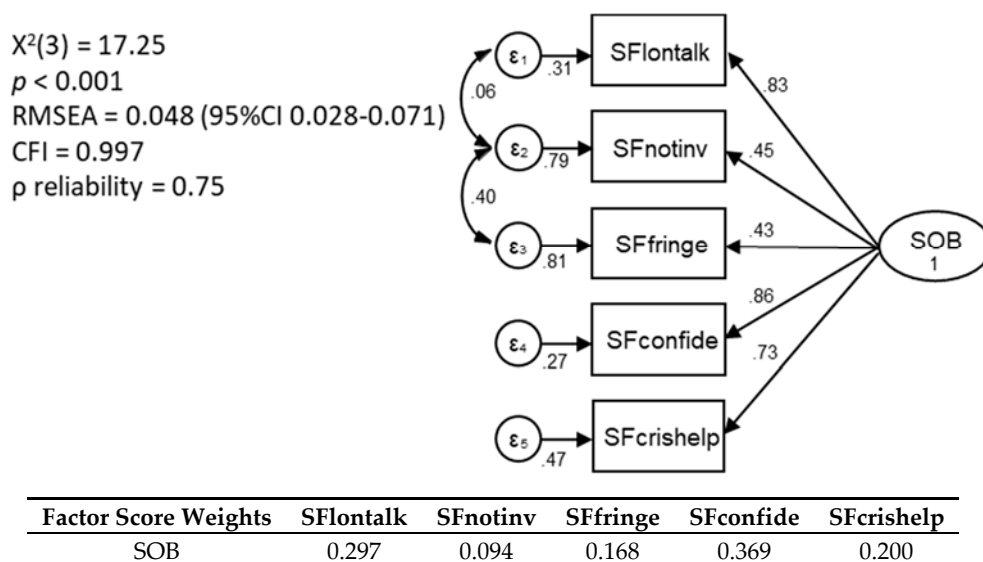 X²(3) = 17.25
p < 0.001
RMSEA = 0.048 (95%CI 0.028-0.071)
CFI = 0.997
ρ reliability = 0.75
ε₁ .31 SFlontalk .83
.06
ε₂ .79 SFnotinv .45
.40
ε₃ .81 SFfringe .43
SOB
1
ε₄ .27 SFconfide .86
ε₅ .47 SFcrishelp .73
Factor Score Weights SFlontalk SFnotinv SFfringe SFconfide SFcrishelp
SOB 0.297 0.094 0.168 0.369 0.200